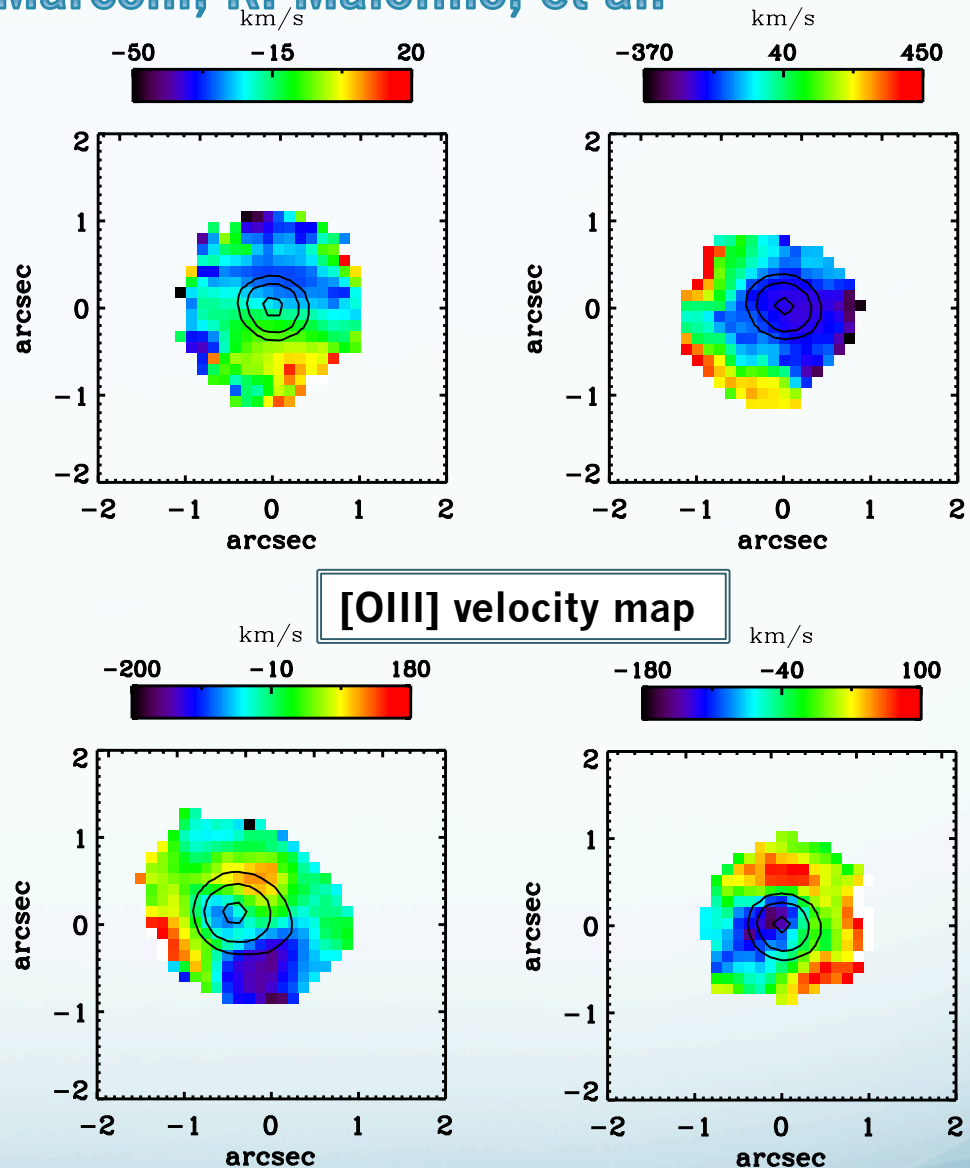 et al.
km/s km/s
-50 -15 20 -370 40 450
2 2
1 1
0 0
-1 -1
-2 -2
arcsec arcsec
-2 -1 0 1 2 -2 -1 0 1 2
arcsec arcsec
[OIII] velocity map
km/s km/s
-200 -10 180 -180 -40 100
2 2
1 1
0 0
-1 -1
-2 -2
arcsec arcsec
-2 -1 0 1 2 -2 -1 0 1 2
arcsec arcsec